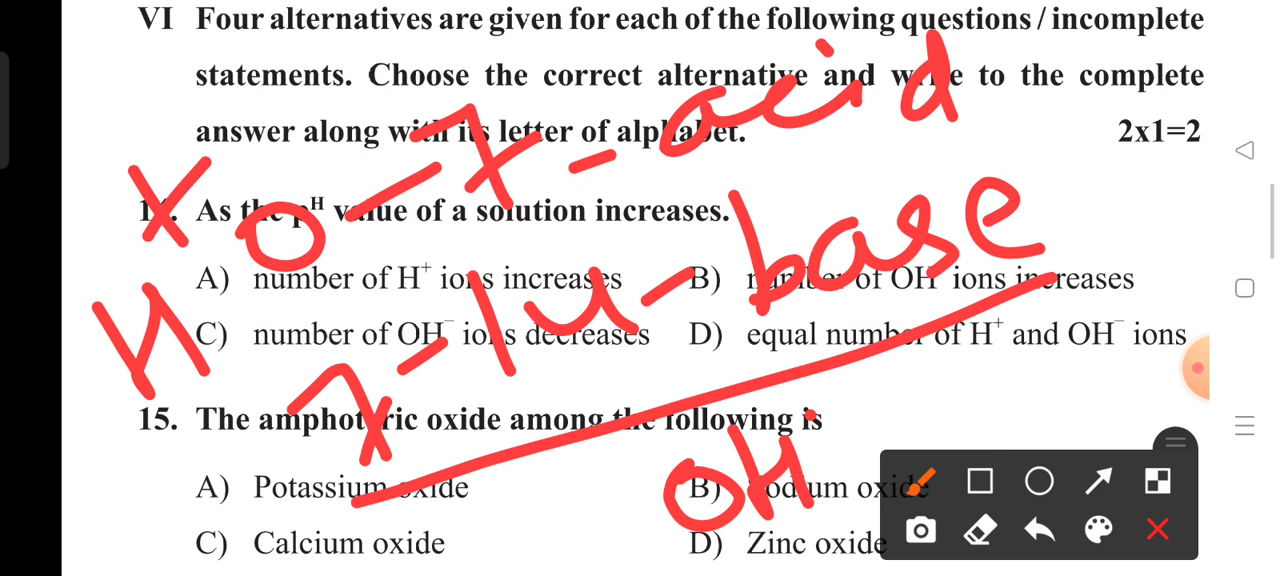 VI Four alternatives are given for each of the following questions / incomplete
statements. Choose the correct alternative and write to the complete
answer along with its letter of alphabet. 2x1=2
14. As the pᴴ value of a solution increases.
A) number of H⁺ ions increases B) number of OH⁻ ions increases
C) number of OH⁻ ions decreases D) equal number of H⁺ and OH⁻ ions
15. The amphoteric oxide among the following is
A) Potassium oxide B) Sodium oxide
C) Calcium oxide D) Zinc oxide
0-7-acid
7-14-base
H
OH